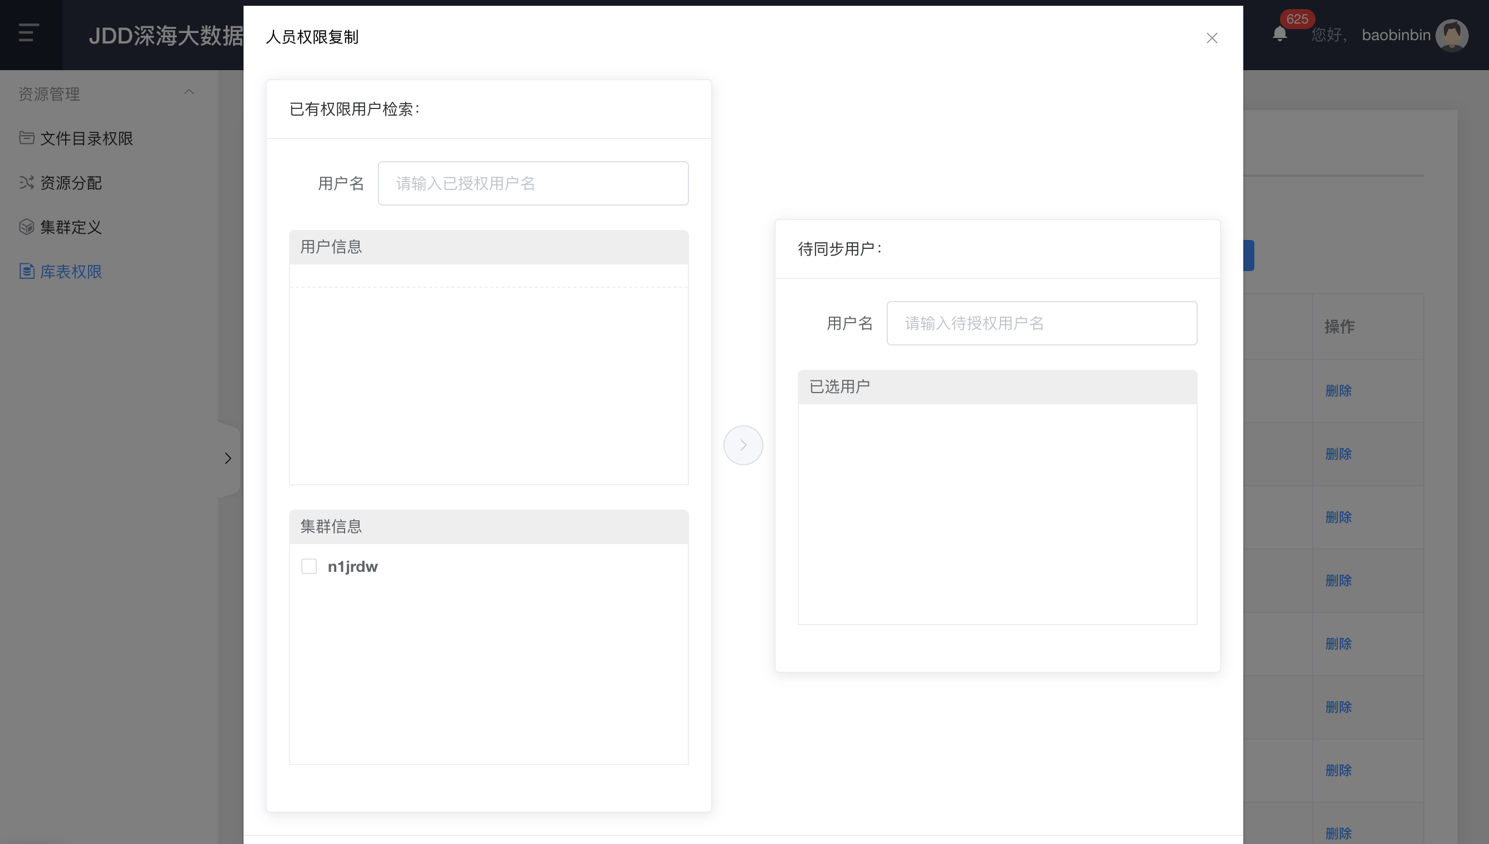 JDD深海大数据
人员权限复制
625
您好，
baobinbin
资源管理
文件目录权限
资源分配
集群定义
库表权限
已有权限用户检索：
用户名
请输入已授权用户名
用户信息
集群信息
n1jrdw
待同步用户：
用户名
请输入待授权用户名
已选用户
操作
删除
删除
删除
删除
删除
删除
删除
删除